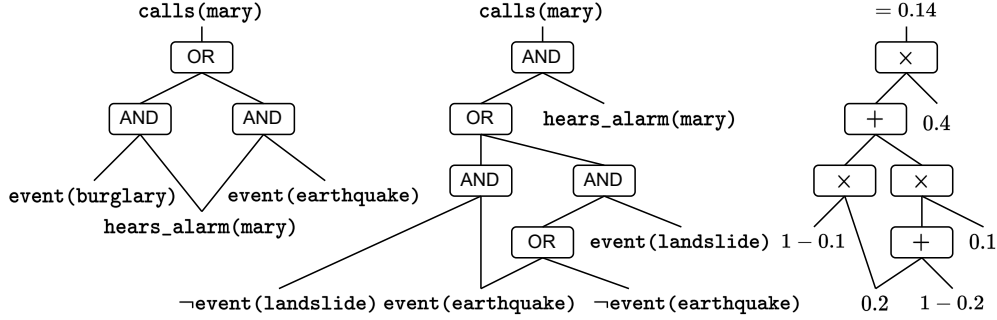 calls(mary)
OR
AND
AND
event(burglary)
event(earthquake)
hears_alarm(mary)
calls(mary)
AND
OR
hears_alarm(mary)
AND
AND
OR
event(landslide)
¬event(landslide)
event(earthquake)
¬event(earthquake)
= 0.14
×
+
0.4
×
×
1 − 0.1
+
0.1
0.2
1 − 0.2